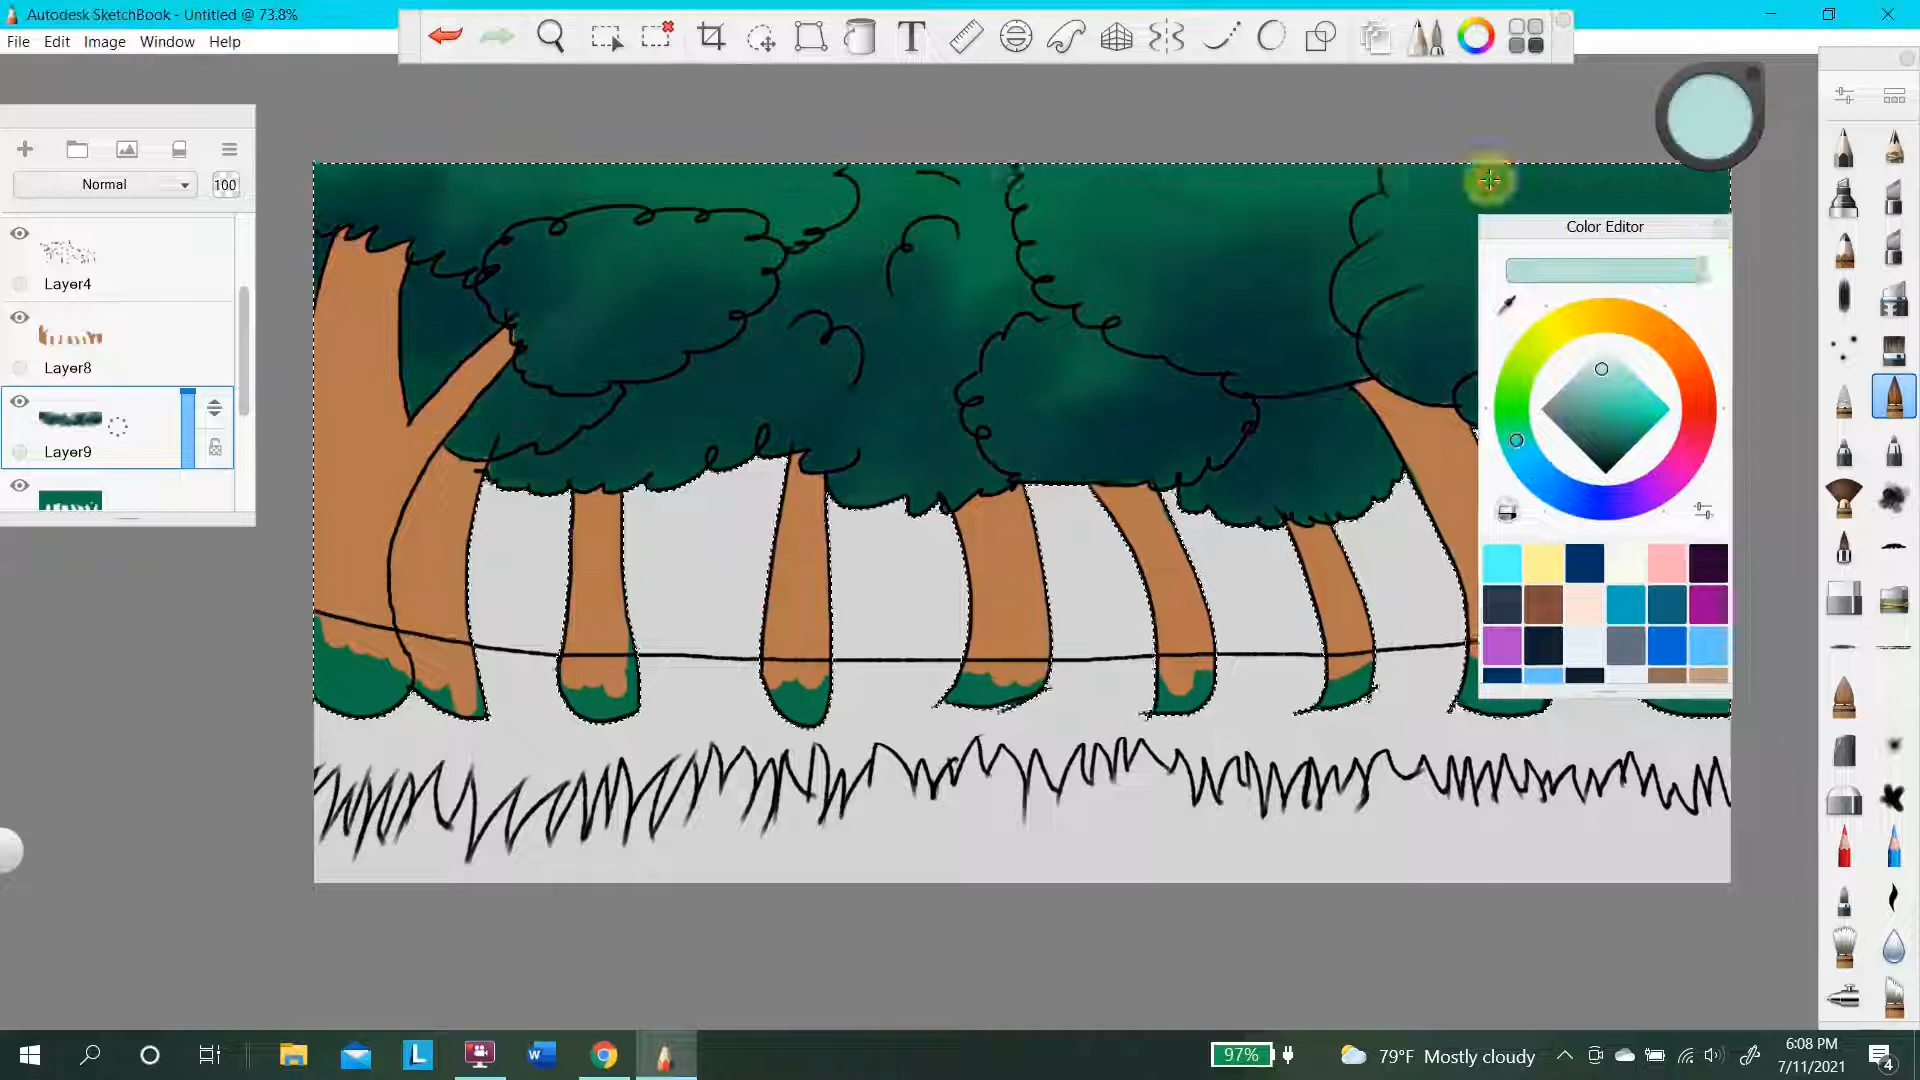 Autodesk SketchBook - Untitled @ 73.8%
File Edit Image Window Help
T
Normal
100
Layer4
Layer8
Layer9
Color Editor
L
W
97%
79°F Mostly cloudy
6:08 PM
7/11/2021
4